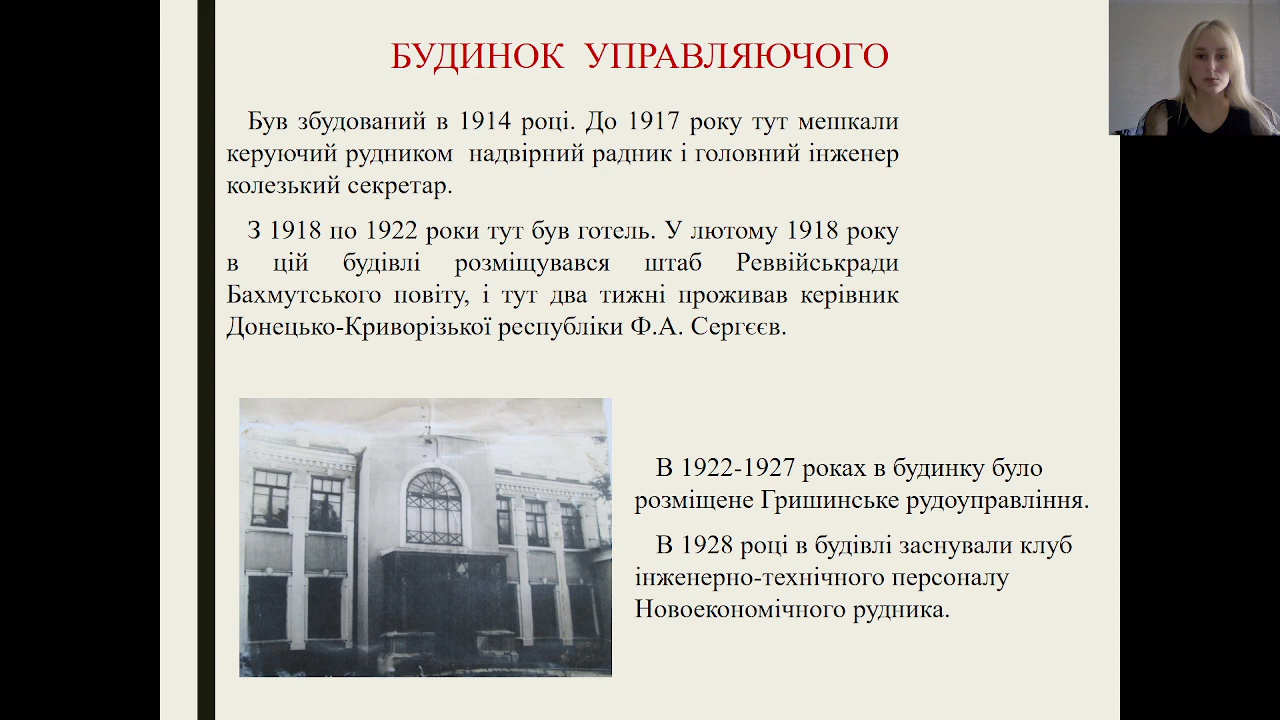 БУДИНОК УПРАВЛЯЮЧОГО
Був збудований в 1914 році. До 1917 року тут мешкали
керуючий рудником надвірний радник і головний інженер
колезький секретар.
З 1918 по 1922 роки тут був готель. У лютому 1918 року
в цій будівлі розміщувався штаб Реввійськради
Бахмутського повіту, і тут два тижні проживав керівник
Донецько-Криворізької республіки Ф.А. Сергєєв.
В 1922-1927 роках в будинку було
розміщене Гришинське рудоуправління.
В 1928 році в будівлі заснували клуб
інженерно-технічного персоналу
Новоекономічного рудника.